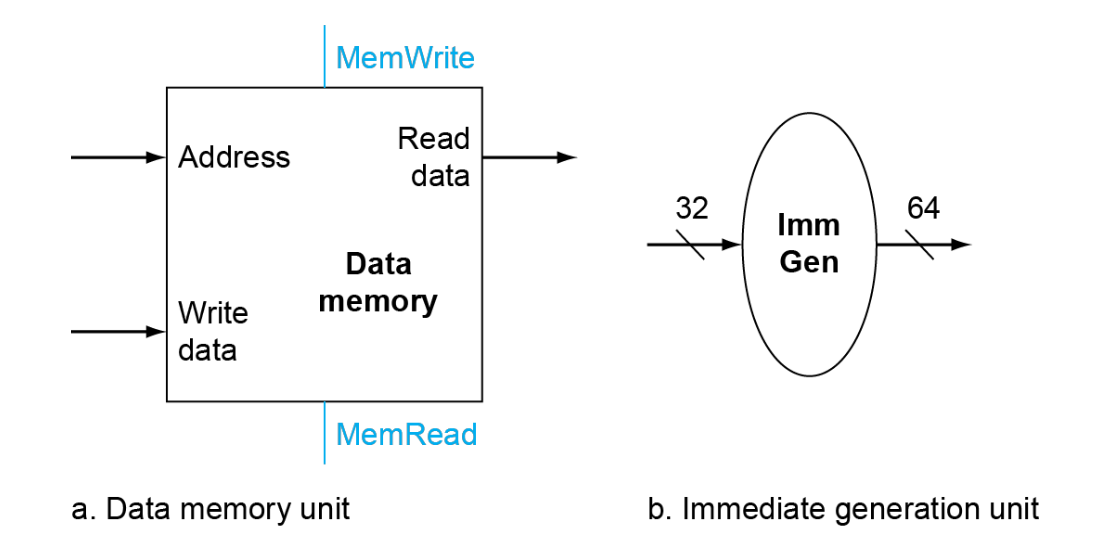 MemWrite
Address
Read
data
Data
memory
Write
data
MemRead
32
Imm
Gen
64
a. Data memory unit
b. Immediate generation unit